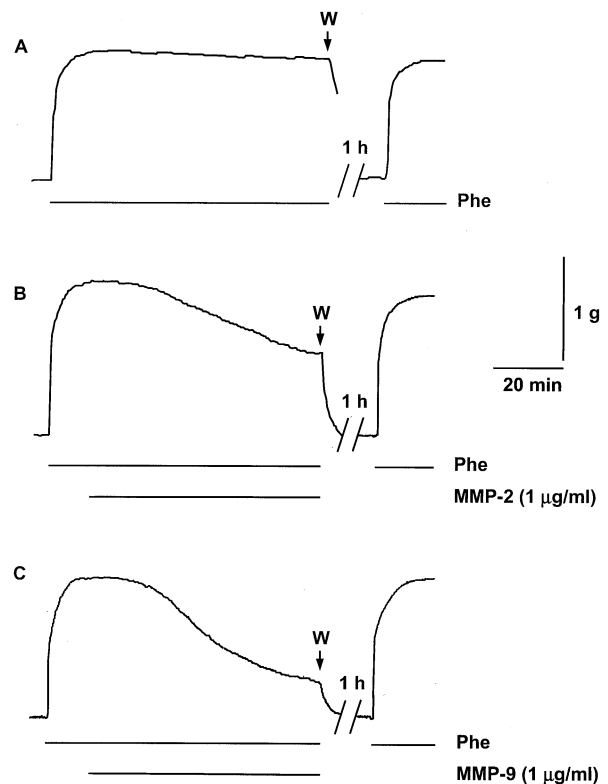 W
A
1 h
Phe
B
W
1 g
20 min
1 h
Phe
MMP-2 (1 μg/ml)
C
W
1 h
Phe
MMP-9 (1 μg/ml)